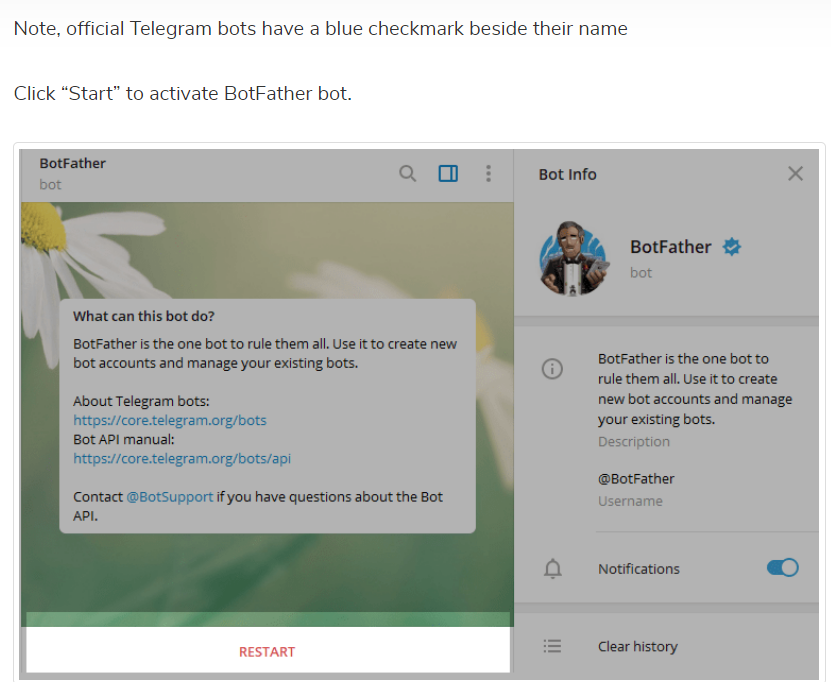 Note, official Telegram bots have a blue checkmark beside their name
Click “Start” to activate BotFather bot.
BotFather
bot
What can this bot do?
BotFather is the one bot to rule them all. Use it to create new
bot accounts and manage your existing bots.
About Telegram bots:
https://core.telegram.org/bots
Bot API manual:
https://core.telegram.org/bots/api
Contact @BotSupport if you have questions about the Bot
API.
RESTART
Bot Info
BotFather
bot
BotFather is the one bot to
rule them all. Use it to create
new bot accounts and manage
your existing bots.
Description
@BotFather
Username
Notifications
Clear history